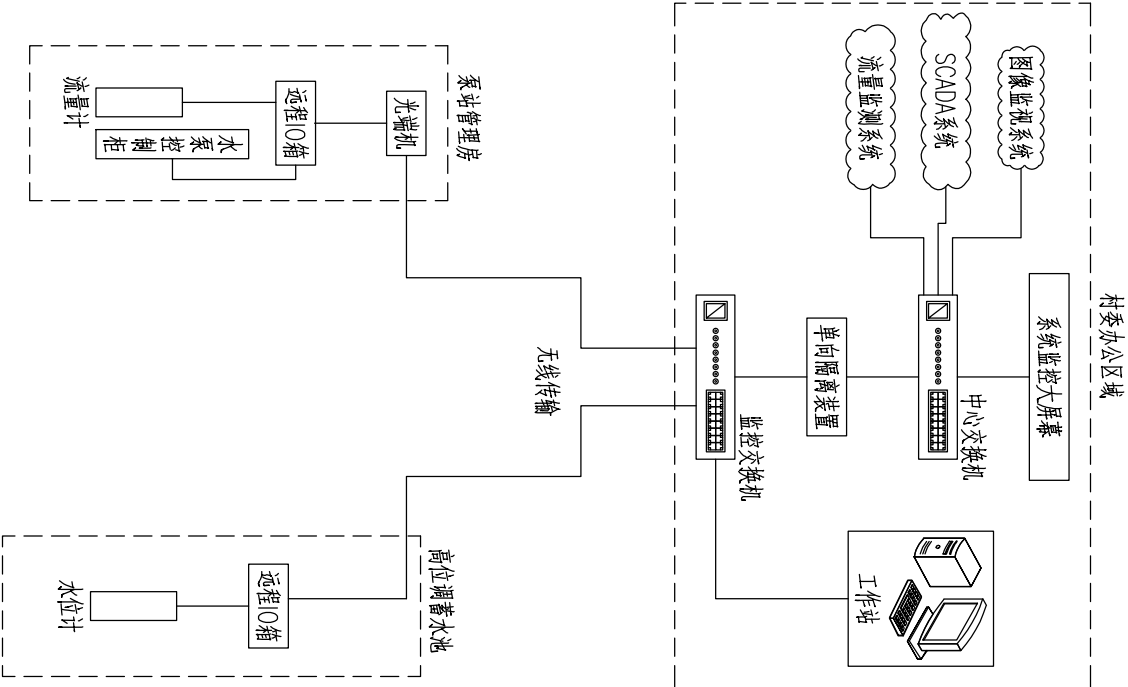 村委办公区域
系统监控大屏幕
图像监视系统
SCADA系统
流量监测系统
中心交换机
单向隔离装置
监控交换机
工作站
无线传输
泵站管理房
光端机
远程IO箱
水泵控制柜
流量计
高位调蓄水池
远程IO箱
水位计